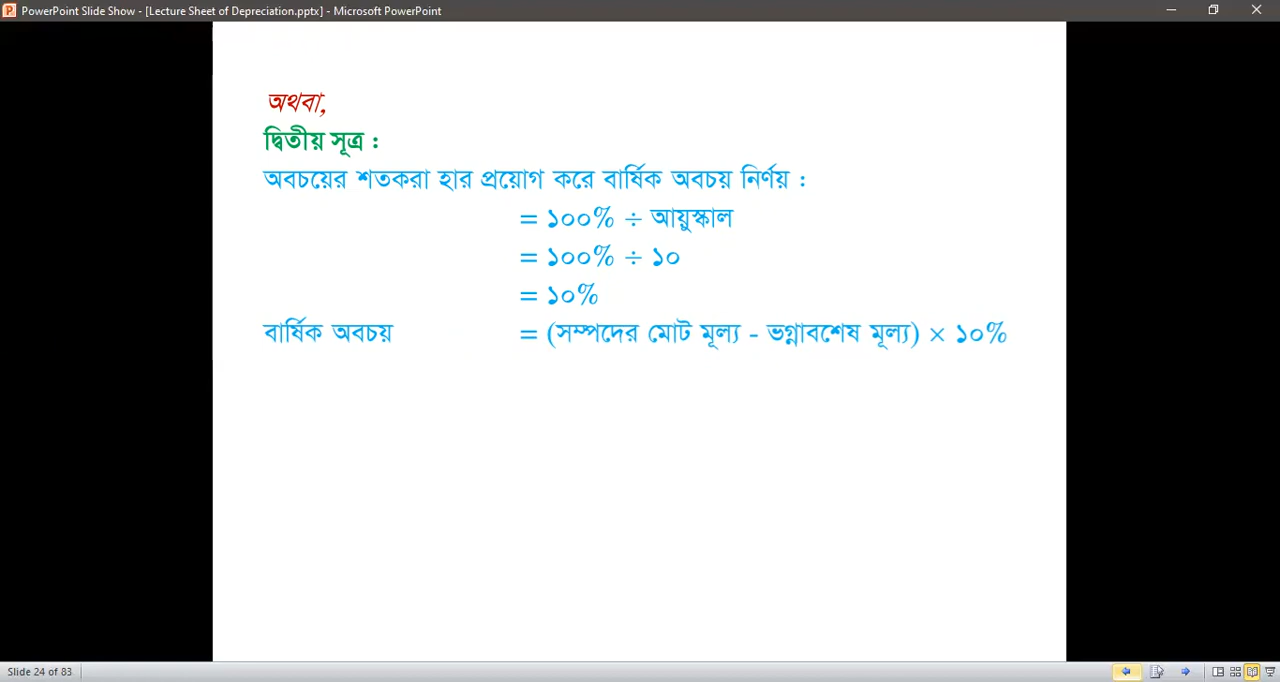 PowerPoint Slide Show - [Lecture Sheet of Depreciation.pptx] - Microsoft PowerPoint
অথবা,
দ্বিতীয় সূত্র :
অবচয়ের শতকরা হার প্রয়োগ করে বার্ষিক অবচয় নির্ণয় :
= ১০০% ÷ আয়ুস্কাল
= ১০০% ÷ ১০
= ১০%
বার্ষিক অবচয় = (সম্পদের মোট মূল্য - ভগ্নাবশেষ মূল্য) × ১০%
Slide 24 of 83